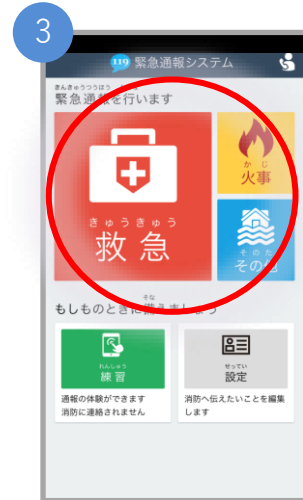 3
119 緊急通報システム
きんきゅうつうほう
緊急通報を行います
きゅうきゅう
救急
かじ
火事
そのた
その他
そな
もしものときに備えましょう
れんしゅう
練習
せってい
設定
通報の体験ができます
消防に連絡されません
消防へ伝えたいことを編集
します